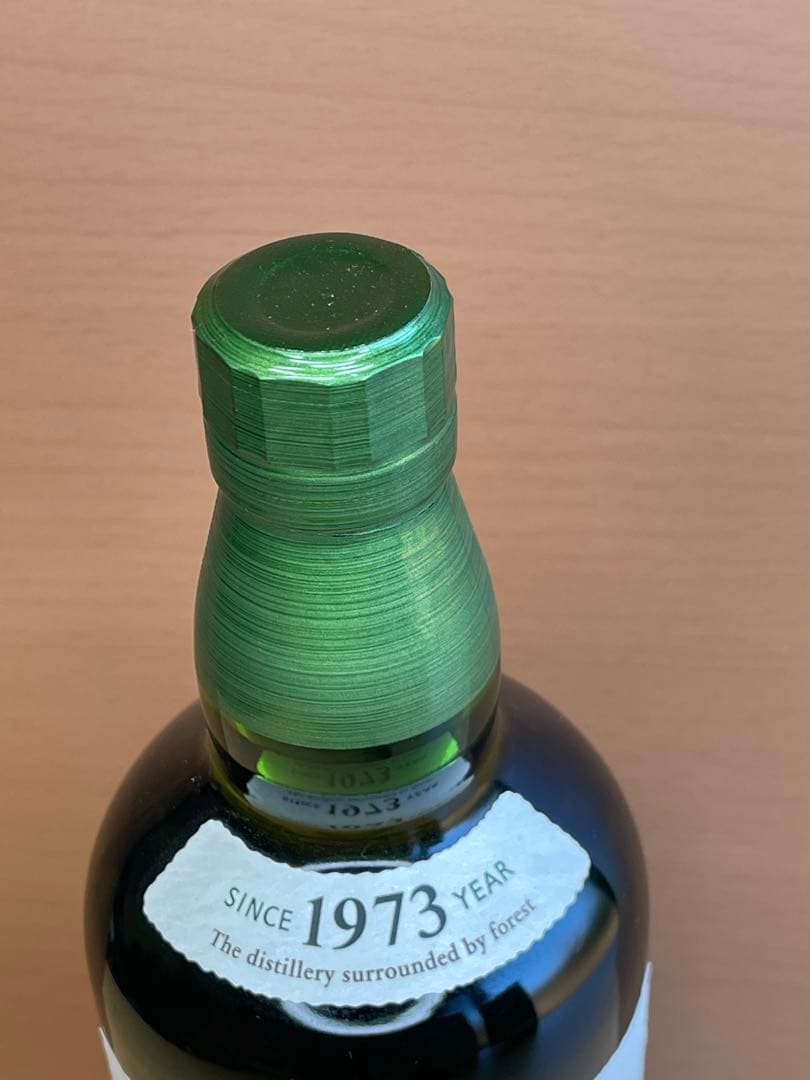 SINCE 1973 YEAR
The distillery surrounded by forest